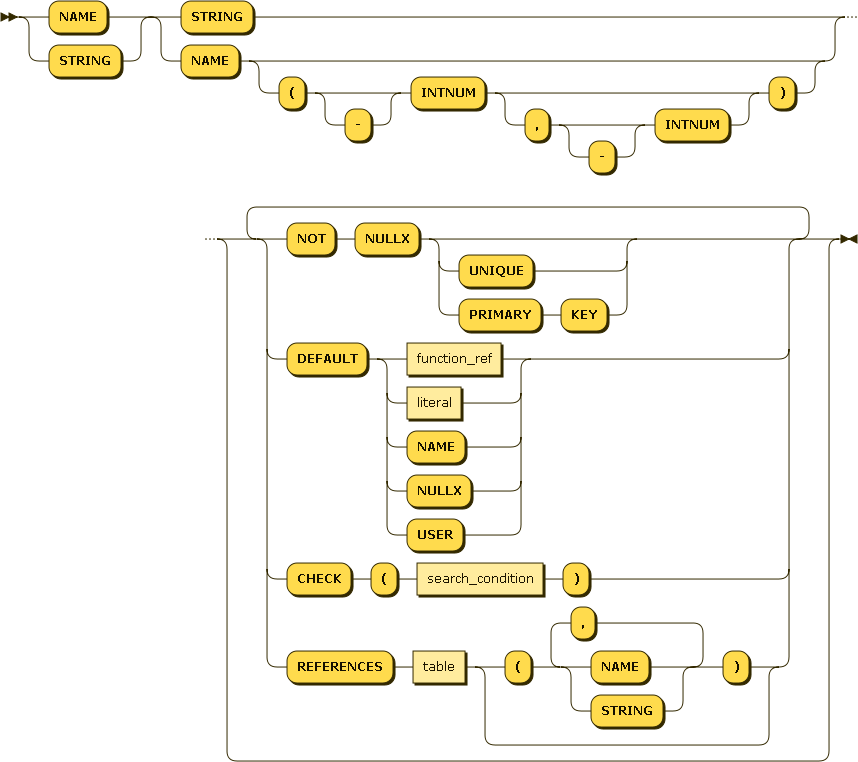 NAME STRING
STRING NAME
( INTNUM )
- , INTNUM
-
NOT NULLX
UNIQUE
PRIMARY KEY
DEFAULT function_ref
literal
NAME
NULLX
USER
CHECK ( search_condition )
,
REFERENCES table ( NAME )
STRING